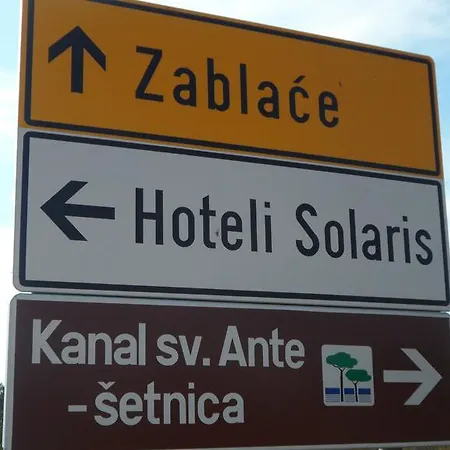 Zablaće
Hoteli Solaris
Kanal sv. Ante
-šetnica